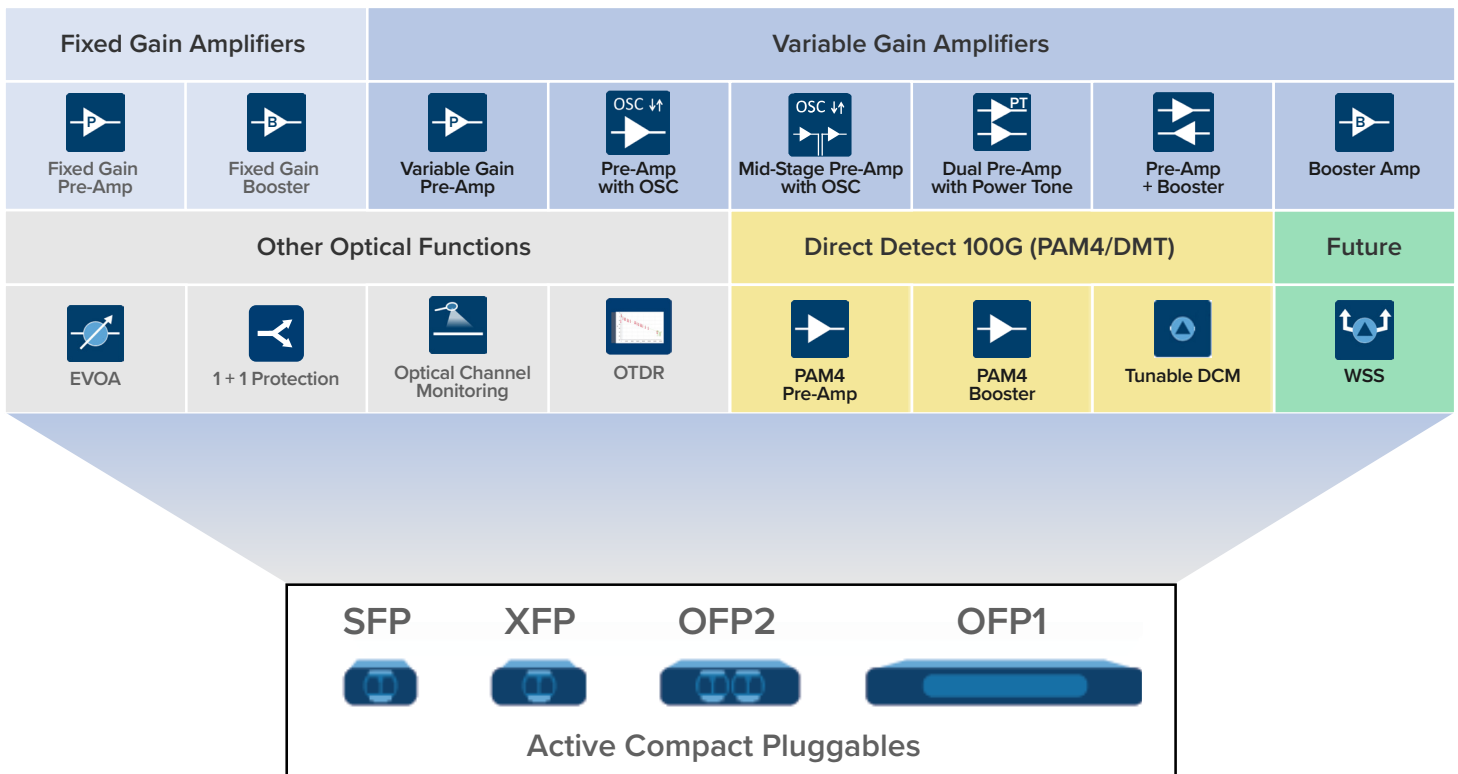 Fixed Gain Amplifiers
Variable Gain Amplifiers
P
Fixed Gain
Pre-Amp
B
Fixed Gain
Booster
P
Variable Gain
Pre-Amp
OSC ↓↑
Pre-Amp
with OSC
OSC ↓↑
Mid-Stage Pre-Amp
with OSC
PT
Dual Pre-Amp
with Power Tone
Pre-Amp
+ Booster
B
Booster Amp
Other Optical Functions
Direct Detect 100G (PAM4/DMT)
Future
EVOA
1 + 1 Protection
Optical Channel
Monitoring
OTDR
PAM4
Pre-Amp
PAM4
Booster
Tunable DCM
WSS
SFP
XFP
OFP2
OFP1
Active Compact Pluggables